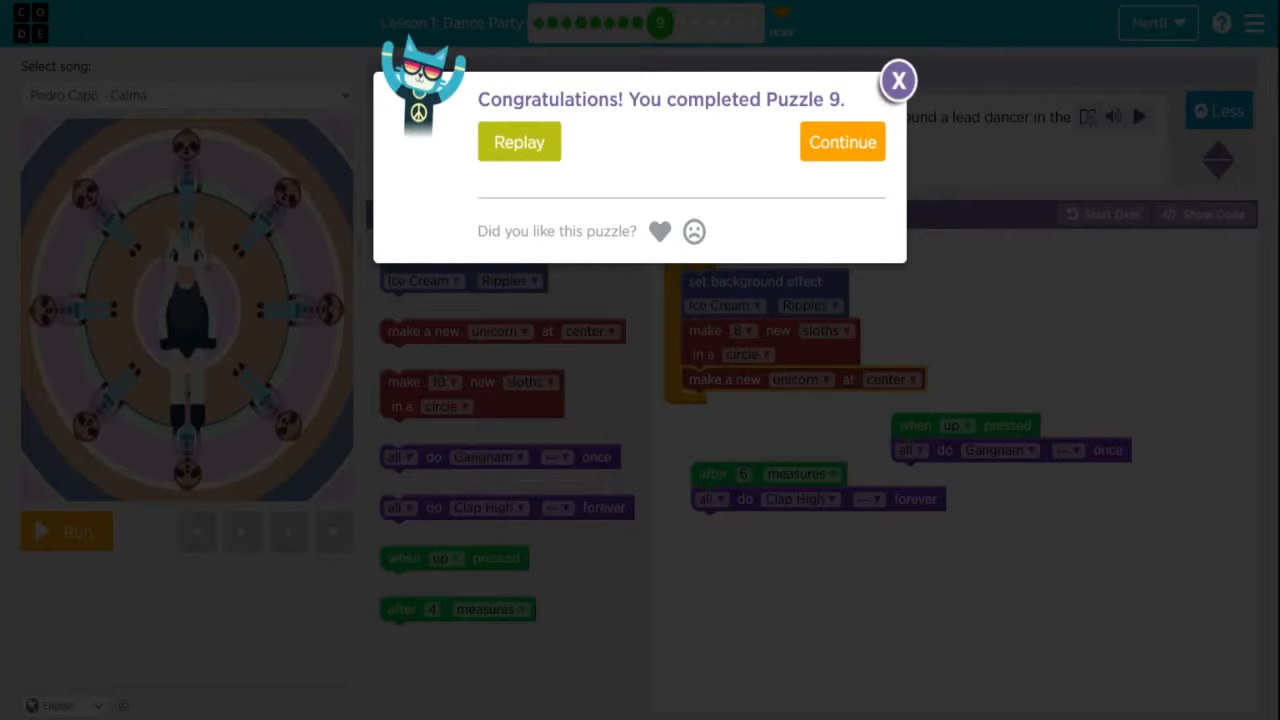 C O
D E
Lesson 1: Dance Party
9
MORE
Mertil
?
Select song:
Pedro Capó - Calma
Congratulations! You completed Puzzle 9.
X
Replay
Continue
Did you like this puzzle?
ound a lead dancer in the
Less
Start Over
Show Code
Ice Cream Ripples
make a new unicorn at center
make 10 new sloths
in a circle
all do Gangnam once
all do Clap High forever
when up pressed
after 4 measures
set background effect
Ice Cream Ripples
make 8 new sloths
in a circle
make a new unicorn at center
when up pressed
all do Gangnam once
after 6 measures
all do Clap High forever
Run
English